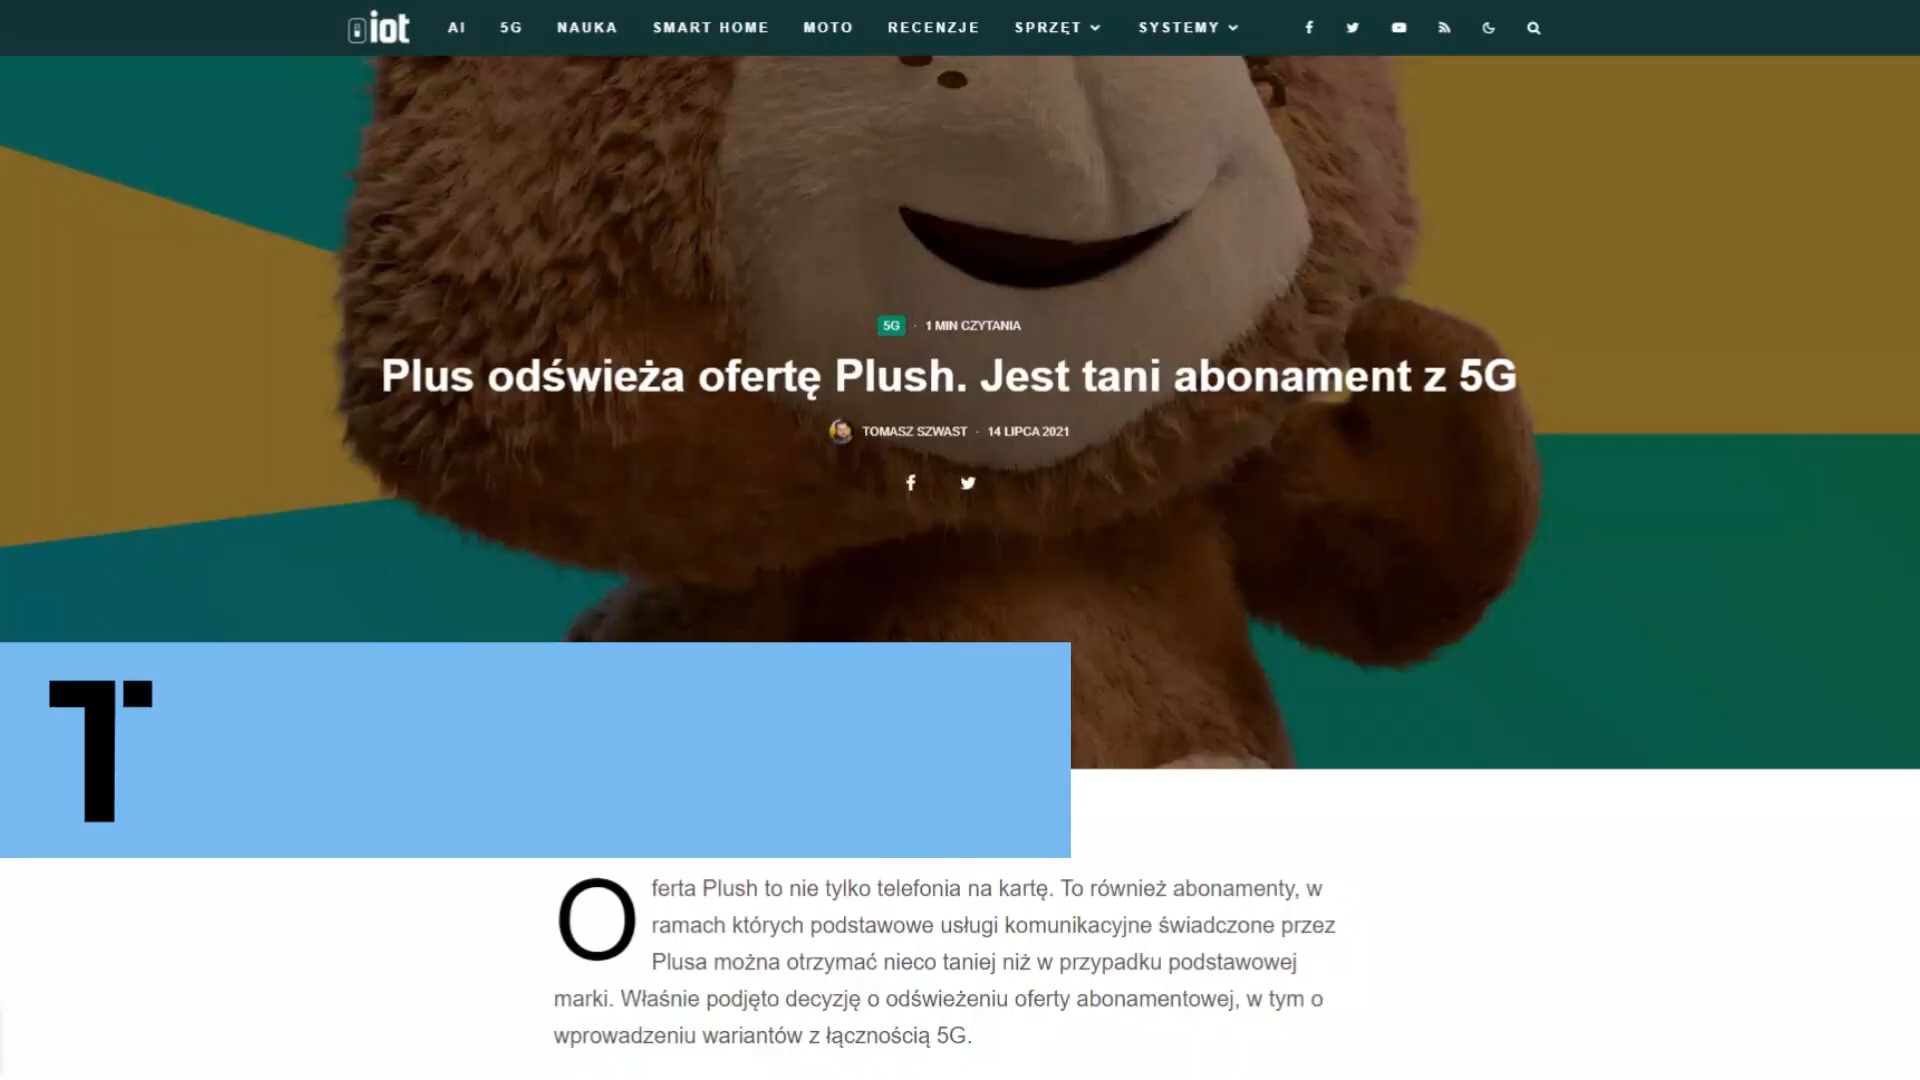 iot AI 5G NAUKA SMART HOME MOTO RECENZJE SPRZĘT SYSTEMY
5G · 1 MIN CZYTANIA
Plus odświeża ofertę Plush. Jest tani abonament z 5G
TOMASZ SZWAST · 14 LIPCA 2021
T
Oferta Plush to nie tylko telefonia na kartę. To również abonamenty, w
ramach których podstawowe usługi komunikacyjne świadczone przez
Plusa można otrzymać nieco taniej niż w przypadku podstawowej
marki. Właśnie podjęto decyzję o odświeżeniu oferty abonamentowej, w tym o
wprowadzeniu wariantów z łącznością 5G.